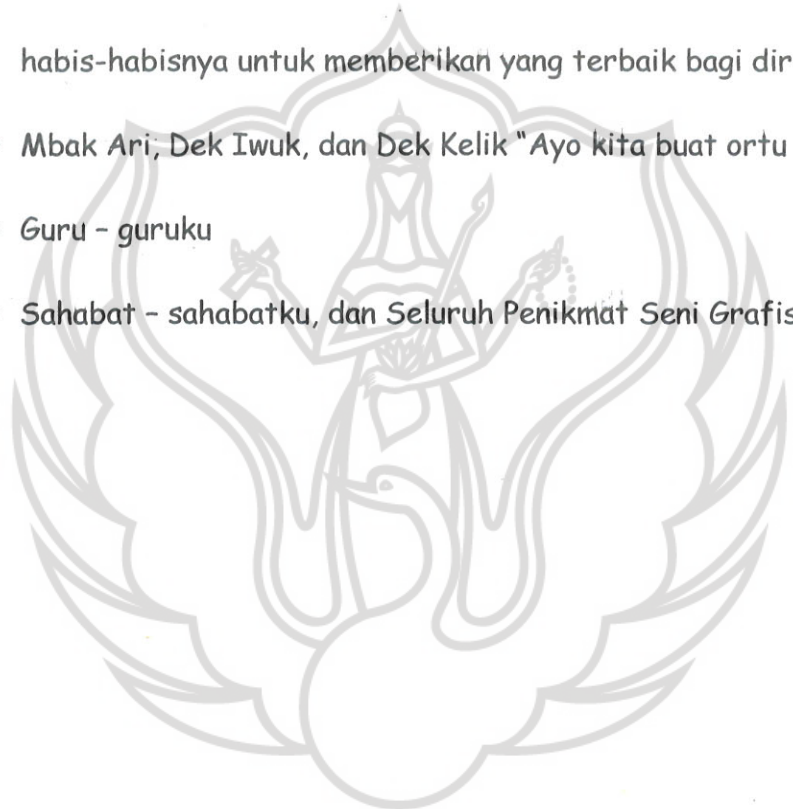 habis-habisnya untuk memberikan yang terbaik bagi dir
Mbak Ari, Dek Iwuk, dan Dek Kelik "Ayo kita buat ortu
Guru - guruku
Sahabat - sahabatku, dan Seluruh Penikmat Seni Grafis